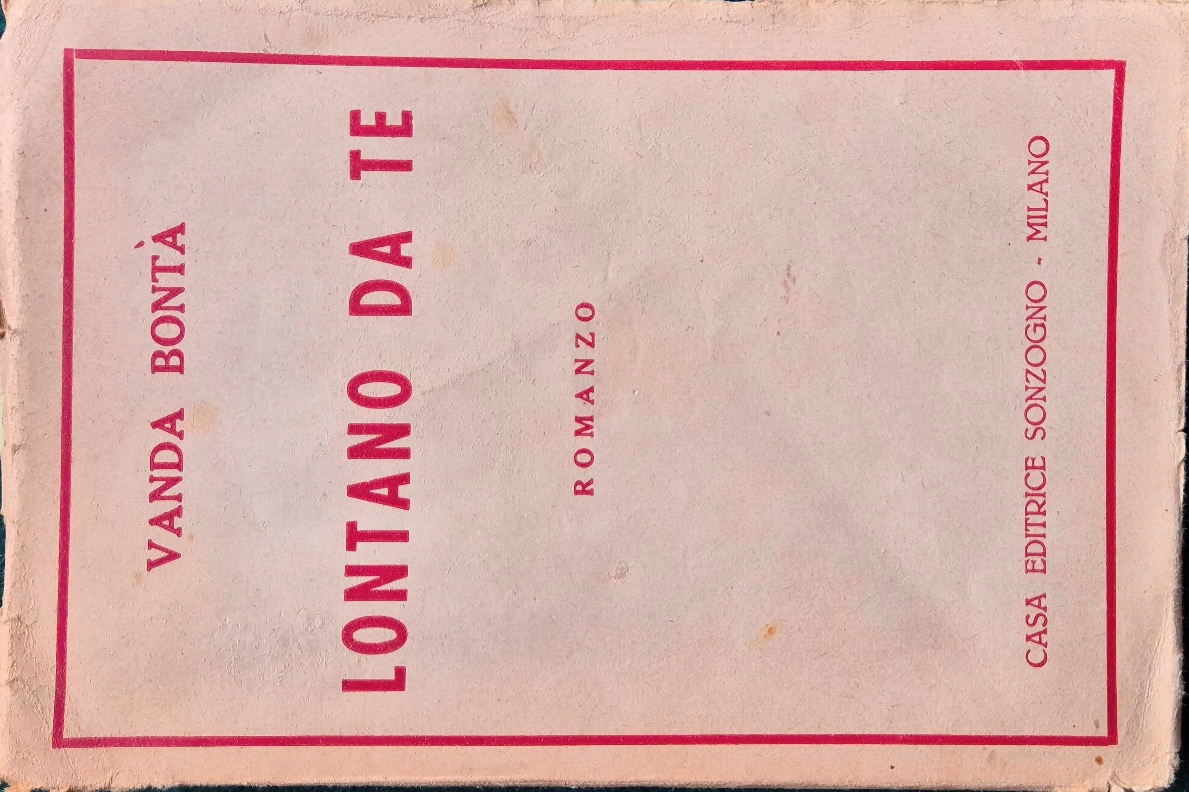 VANDA BONTÀ
LONTANO DA TE
ROMANZO
CASA EDITRICE SONZOGNO - MILANO